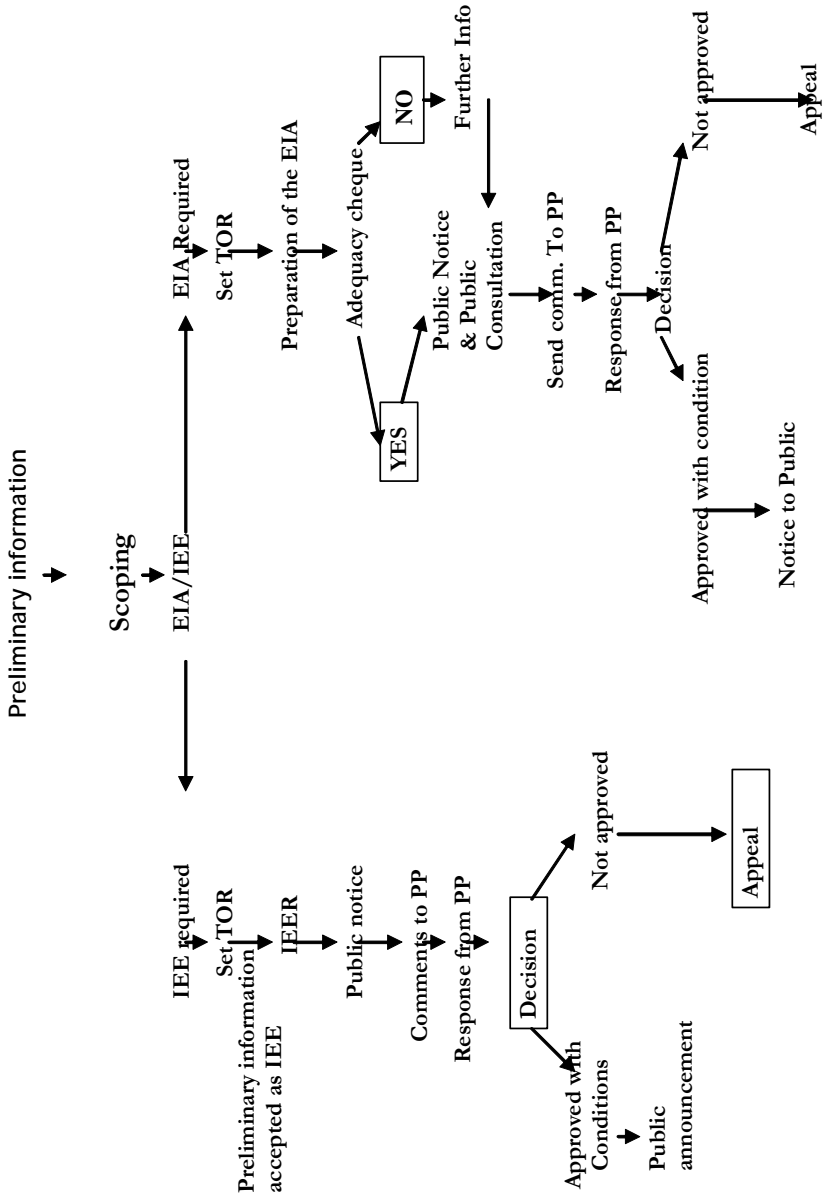 Preliminary information
Scoping
EIA/IEE
IEE required
Set TOR
Preliminary information
accepted as IEE
IEER
Public notice
Comments to PP
Response from PP
Decision
Approved with
Conditions
Public
announcement
Not approved
Appeal
EIA Required
Set TOR
Preparation of the EIA
Adequacy cheque
YES
NO
Further Info
Public Notice
& Public
Consultation
Send comm. To PP
Response from PP
Decision
Approved with condition
Notice to Public
Not approved
Appeal